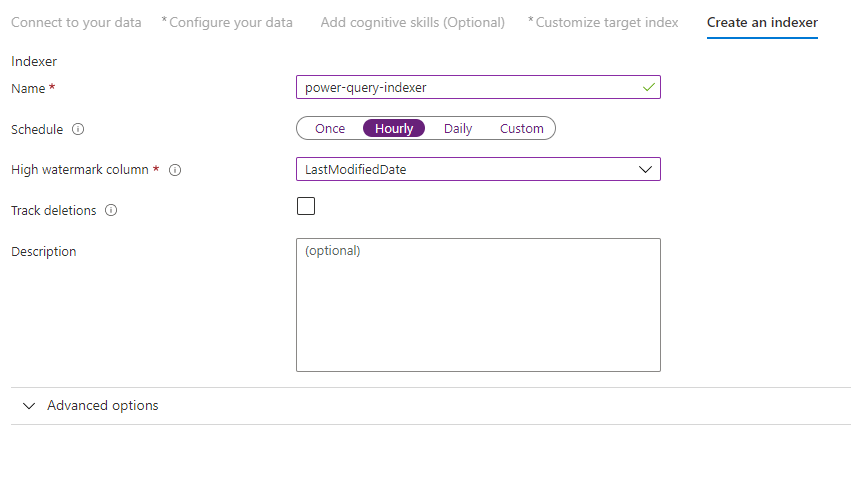 Connect to your data *Configure your data Add cognitive skills (Optional) *Customize target index Create an indexer
Indexer
Name * power-query-indexer
Schedule Once Hourly Daily Custom
High watermark column * LastModifiedDate
Track deletions
Description (optional)
Advanced options